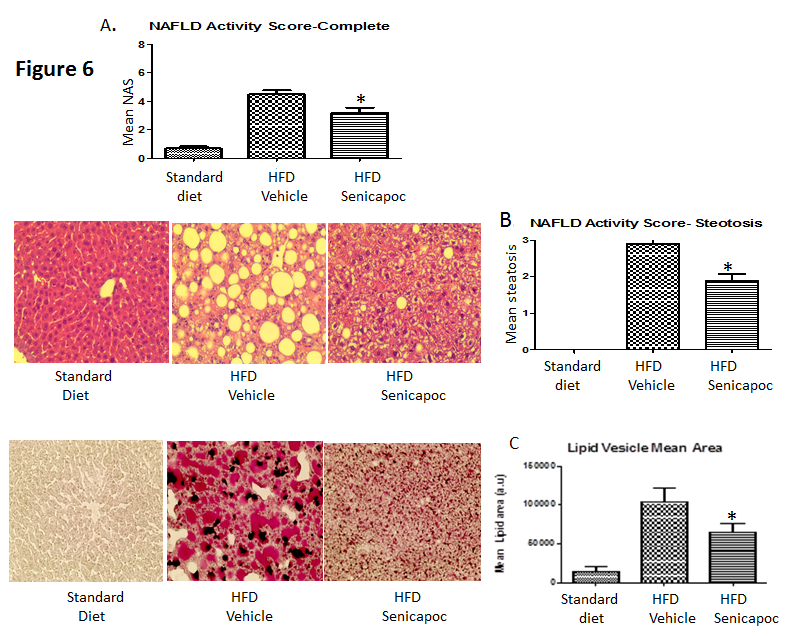 A.
NAFLD Activity Score-Complete
Figure 6
Mean NAS
8
6
4
2
0
*
Standard diet
HFD Vehicle
HFD Senicapoc
Standard Diet
HFD Vehicle
HFD Senicapoc
B
NAFLD Activity Score- Steotosis
Mean steatosis
3
2
1
0
*
Standard diet
HFD Vehicle
HFD Senicapoc
Standard Diet
HFD Vehicle
HFD Senicapoc
C
Lipid Vesicle Mean Area
Mean Lipid area (a.u)
150000
100000
50000
0
*
Standard diet
HFD Vehicle
HFD Senicapoc